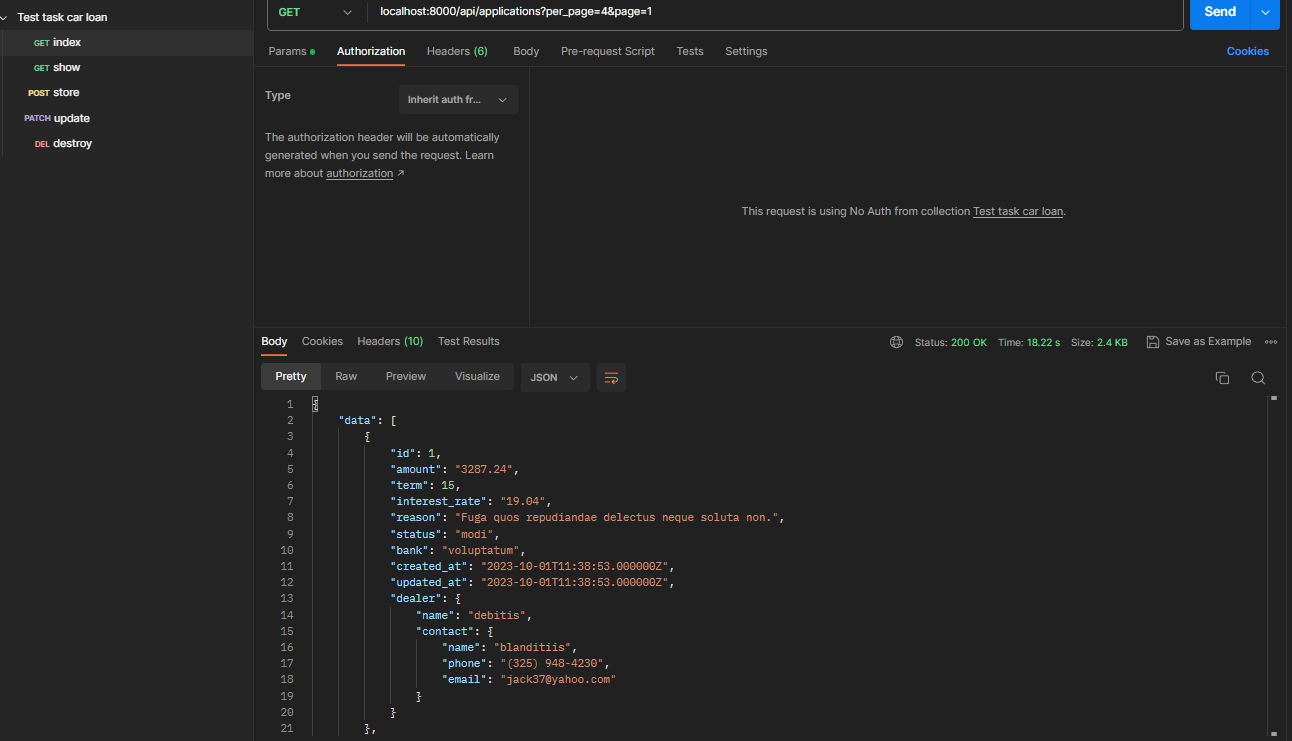 Test task car loan
GET index
GET show
POST store
PATCH update
DEL destroy
GET localhost:8000/api/applications?per_page=4&page=1 Send
Params Authorization Headers (6) Body Pre-request Script Tests Settings Cookies
Type Inherit auth fr...
The authorization header will be automatically
generated when you send the request. Learn
more about authorization ↗
This request is using No Auth from collection Test task car loan.
Body Cookies Headers (10) Test Results Status: 200 OK Time: 18.22 s Size: 2.4 KB Save as Example
Pretty Raw Preview Visualize JSON
1 {
2 "data": [
3 {
4 "id": 1,
5 "amount": "3287.24",
6 "term": 15,
7 "interest_rate": "19.04",
8 "reason": "Fuga quos repudiandae delectus neque soluta non.",
9 "status": "modi",
10 "bank": "voluptatum",
11 "created_at": "2023-10-01T11:38:53.000000Z",
12 "updated_at": "2023-10-01T11:38:53.000000Z",
13 "dealer": {
14 "name": "debitis",
15 "contact": {
16 "name": "blanditiis",
17 "phone": "(325) 948-4230",
18 "email": "jack37@yahoo.com"
19 }
20 }
21 },